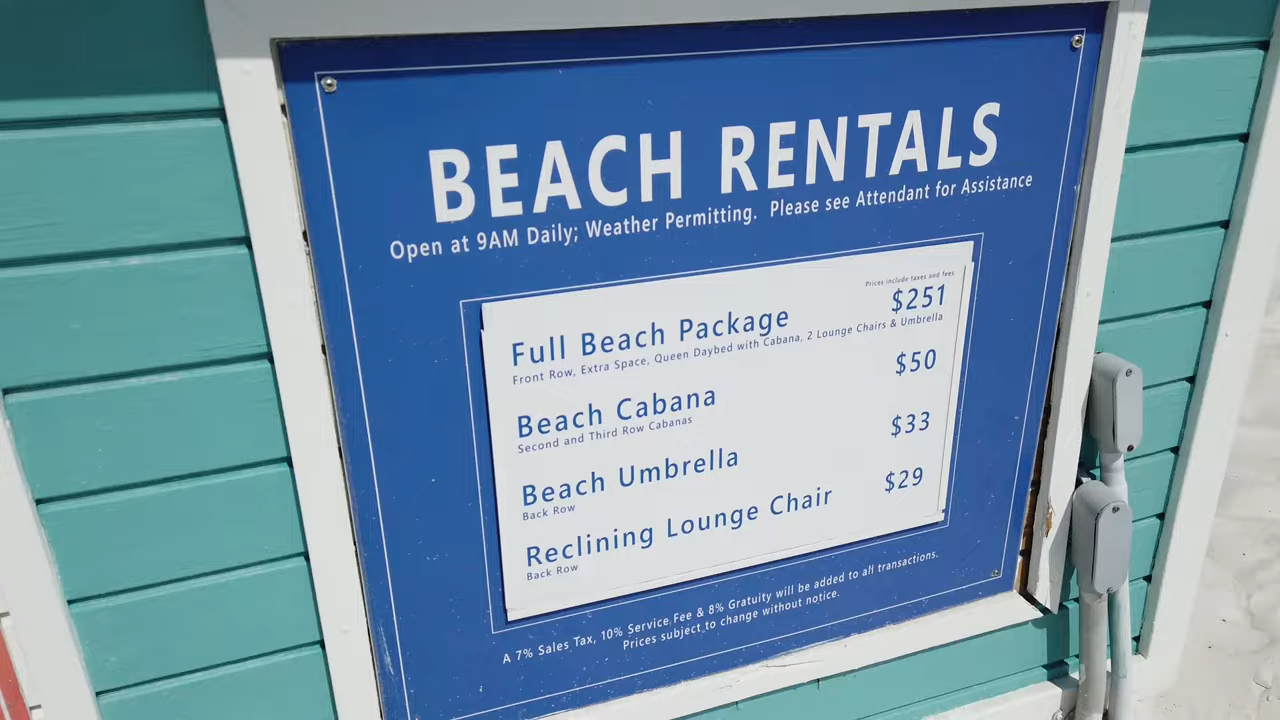 BEACH RENTALS
Open at 9AM Daily; Weather Permitting. Please see Attendant for Assistance
Prices include taxes and fees
Full Beach Package $251
Front Row, Extra Space, Queen Daybed with Cabana, 2 Lounge Chairs & Umbrella
Beach Cabana $50
Second and Third Row Cabanas
Beach Umbrella $33
Back Row
Reclining Lounge Chair $29
Back Row
A 7% Sales Tax, 10% Service Fee & 8% Gratuity will be added to all transactions.
Prices subject to change without notice.